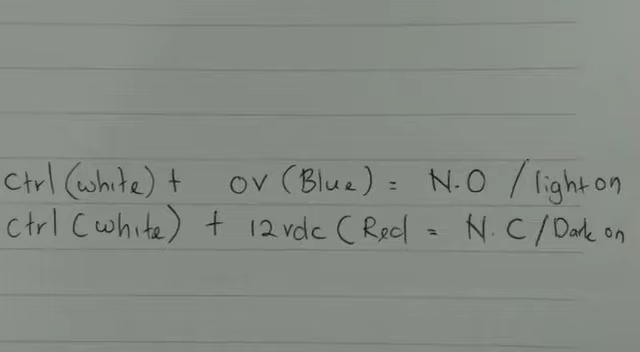 Ctrl (white) + 0V (Blue) = N.O / light on
Ctrl (white) + 12vdc (Red = N.C / Dark on